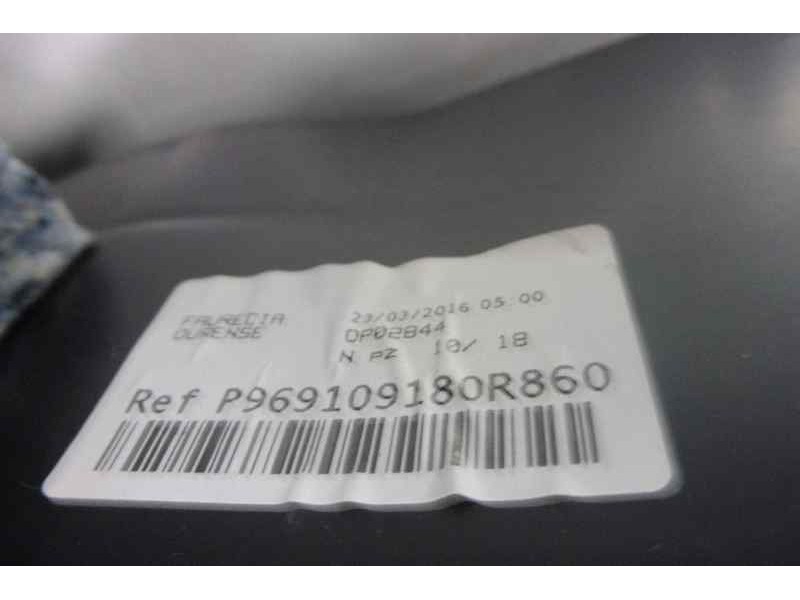 FAURECIA 23/03/2016 05:00
OURENSE OP02844
N pz 10/ 18
Ref P969109180R860